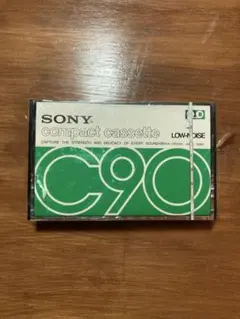 SONY
compact cassette
LOW-NOISE
CAPTURE THE STRENGTH AND DELICACY OF EVERY SOUND
C90